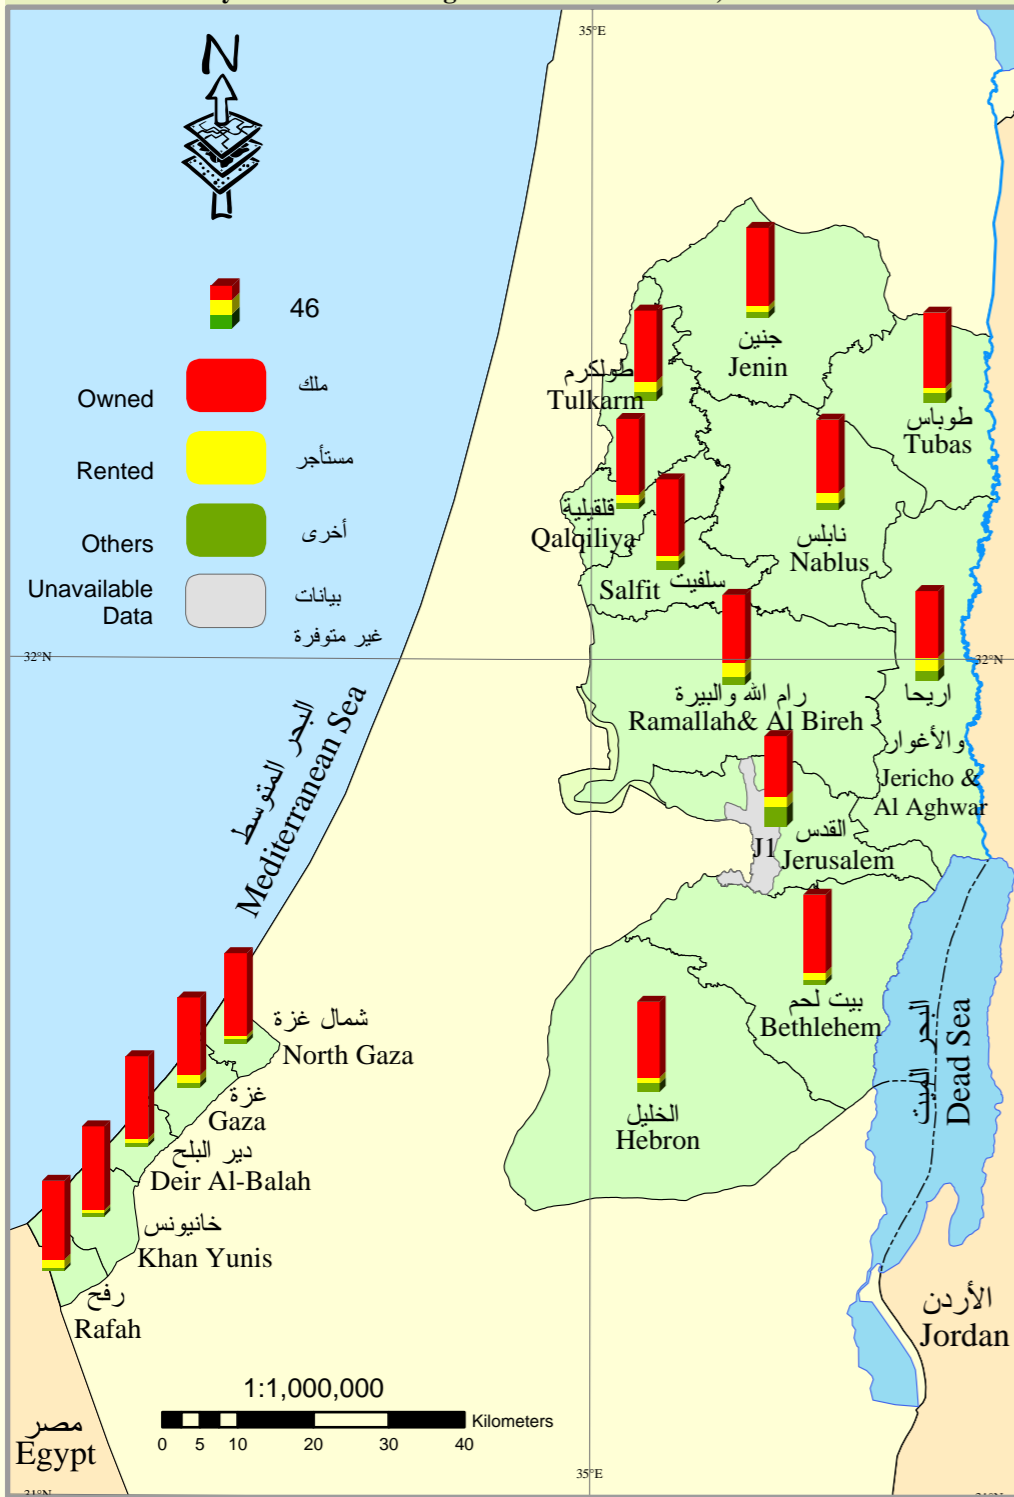 35°E
N
46
Owned
ملك
Rented
مستأجر
Others
أخرى
Unavailable
Data
بيانات
غير متوفرة
جنين
Jenin
طولكرم
Tulkarm
طوباس
Tubas
قلقيلية
Qalqiliya
نابلس
Nablus
Salfit سلفيت
32°N
32°N
رام الله والبيرة
Ramallah& Al Bireh
اريحا
والأغوار
Jericho &
Al Aghwar
البحر المتوسط
Mediterranean Sea
القدس
J1 Jerusalem
بيت لحم
Bethlehem
البحر الميت
Dead Sea
شمال غزة
North Gaza
غزة
Gaza
الخليل
Hebron
دير البلح
Deir Al-Balah
خانيونس
Khan Yunis
رفح
Rafah
الأردن
Jordan
1:1,000,000
Kilometers
0 5 10 20 30 40
مصر
Egypt
35°E